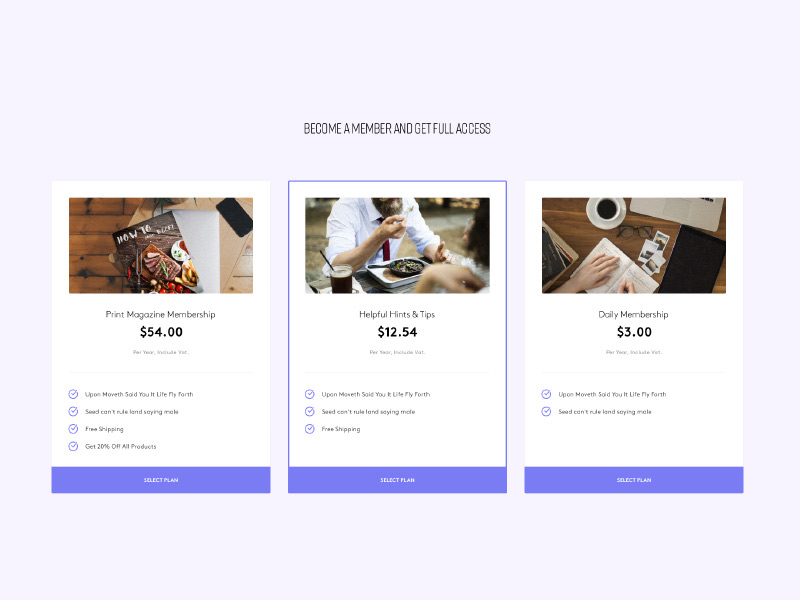 BECOME A MEMBER AND GET FULL ACCESS
HOW TO
Print Magazine Membership
$54.00
Per Year, Include Vat.
Upon Moveth Said You It Life Fly Forth
Seed can't rule land saying male
Free Shipping
Get 20% Off All Products
SELECT PLAN
Helpful Hints & Tips
$12.54
Per Year, Include Vat.
Upon Moveth Said You It Life Fly Forth
Seed can't rule land saying male
Free Shipping
SELECT PLAN
Daily Membership
$3.00
Per Year, Include Vat.
Upon Moveth Said You It Life Fly Forth
Seed can't rule land saying male
SELECT PLAN